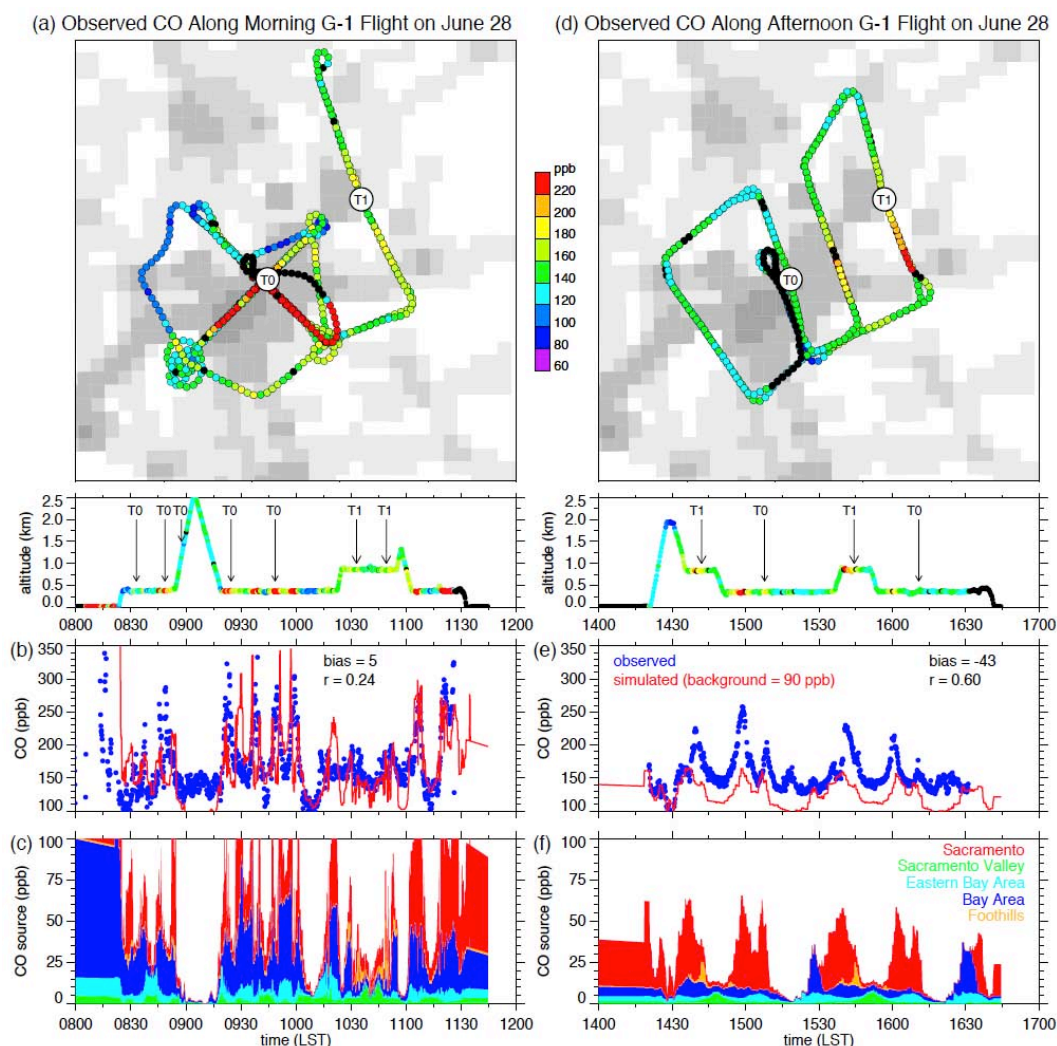 (a) Observed CO Along Morning G-1 Flight on June 28
(d) Observed CO Along Afternoon G-1 Flight on June 28
T1
T0
ppb
220
200
180
160
140
120
100
80
60
T1
T0
altitude (km)
2.5
2.0
1.5
1.0
0.5
0.0
T0 T0 T0 T0 T0 T1 T1
0800 0830 0900 0930 1000 1030 1100 1130 1200
altitude (km)
2.5
2.0
1.5
1.0
0.5
0.0
T1 T0 T1 T0
1400 1430 1500 1530 1600 1630 1700
(b)
CO (ppb)
350
300
250
200
150
100
bias = 5
r = 0.24
(e)
CO (ppb)
350
300
250
200
150
100
observed
simulated (background = 90 ppb)
bias = -43
r = 0.60
(c)
CO source (ppb)
100
75
50
25
0
0800 0830 0900 0930 1000 1030 1100 1130 1200
time (LST)
(f)
CO source (ppb)
100
75
50
25
0
Sacramento
Sacramento Valley
Eastern Bay Area
Bay Area
Foothills
1400 1430 1500 1530 1600 1630 1700
time (LST)